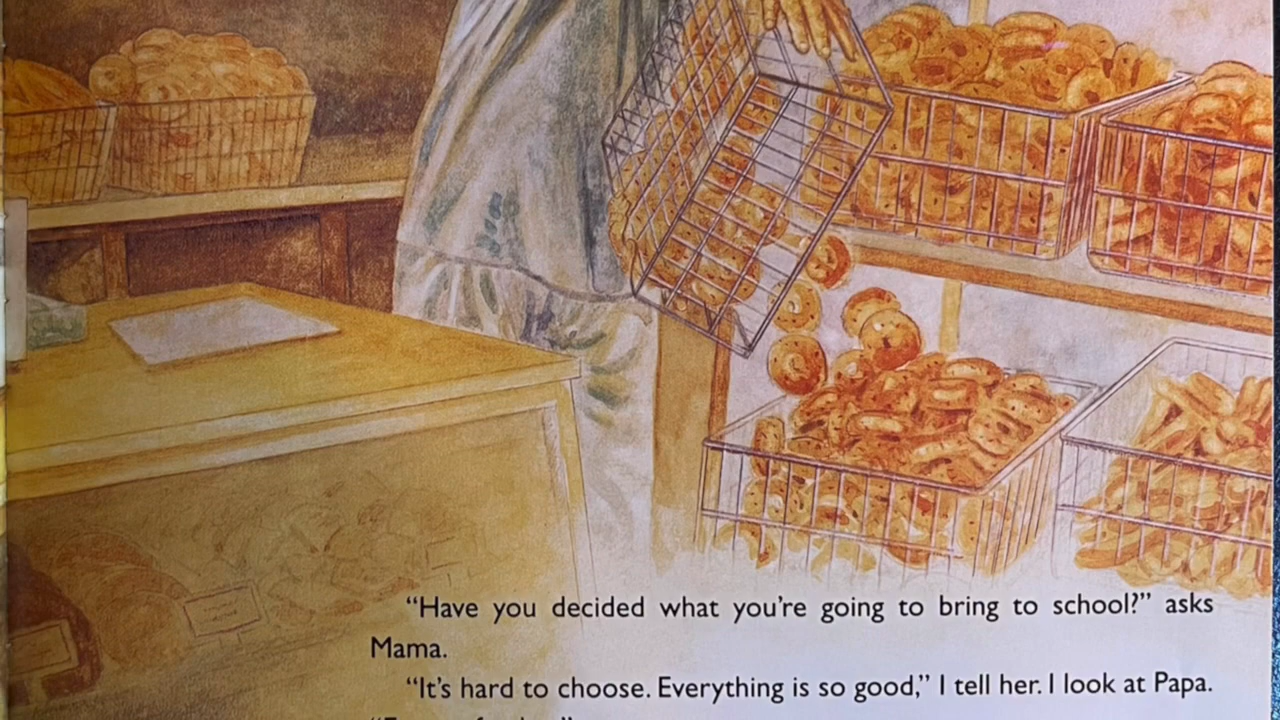 “Have you decided what you’re going to bring to school?” asks
Mama.
“It’s hard to choose. Everything is so good,” I tell her. I look at Papa.